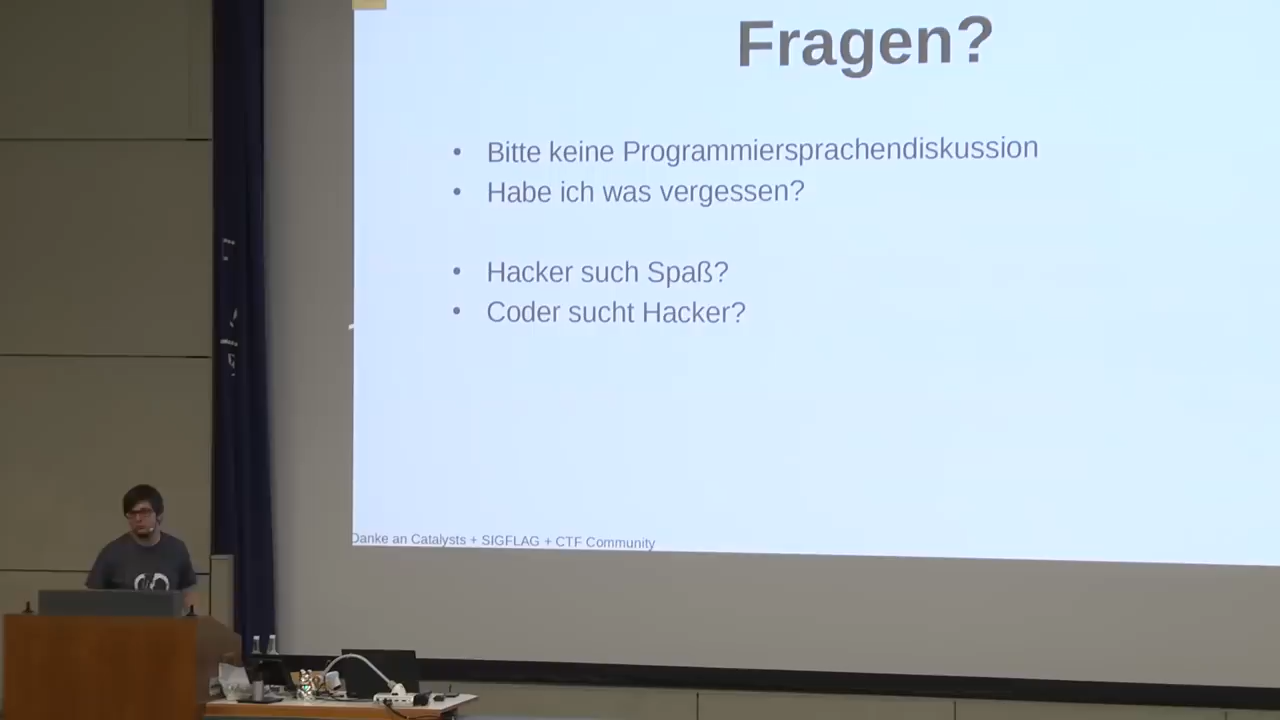 Fragen?
• Bitte keine Programmiersprachendiskussion
• Habe ich was vergessen?
• Hacker such Spaß?
• Coder sucht Hacker?
Danke an Catalysts + SIGFLAG + CTF Community